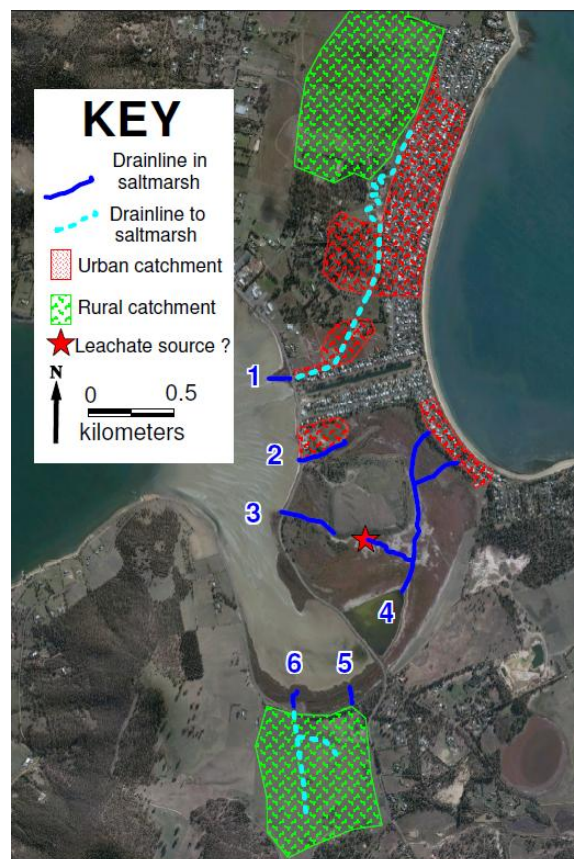 KEY
Drainline in
saltmarsh
Drainline to
saltmarsh
Urban catchment
Rural catchment
Leachate source ?
N
0 0.5
kilometers
1
2
3
4
6 5